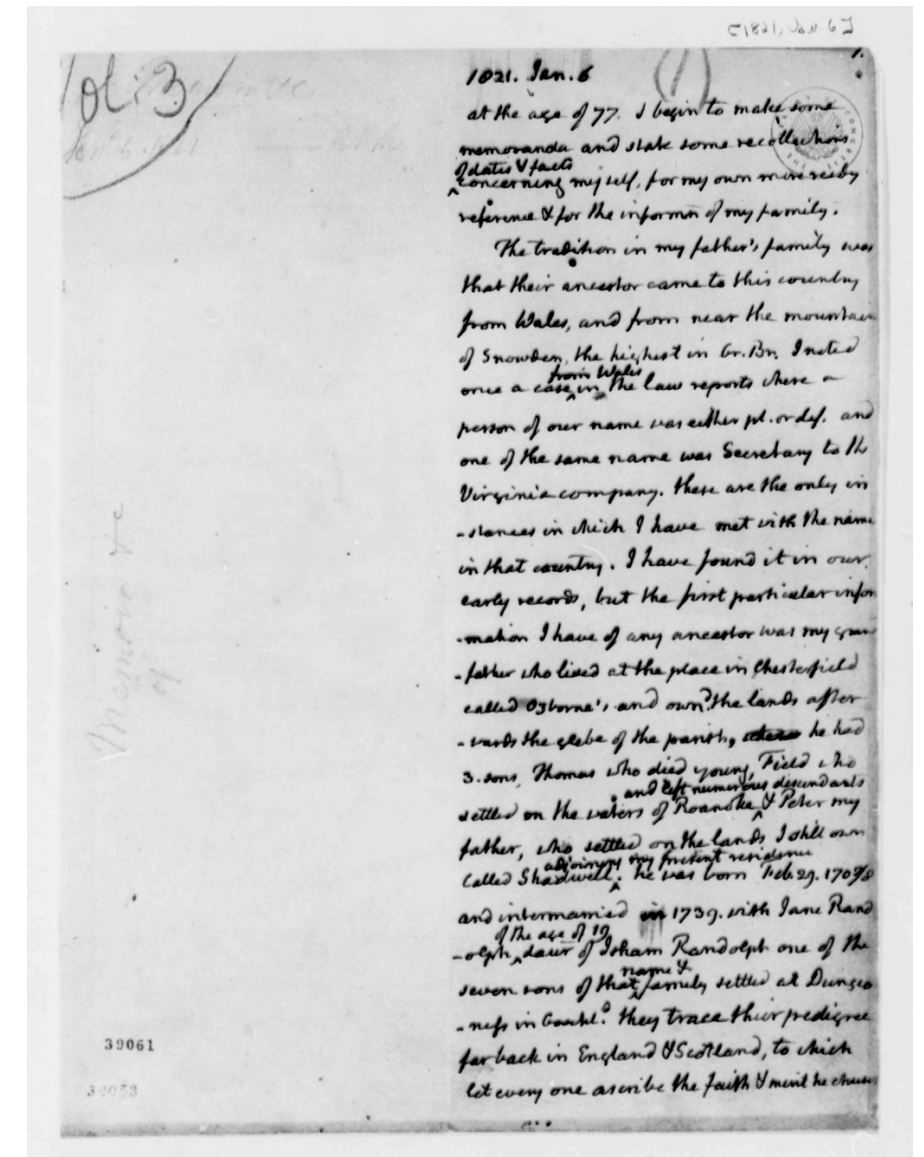 [1821, Jan. 6]
Vol: 3
1.
(1)
1821. Jan. 6
at the age of 77. I begin to make some
memoranda and state some recollections
of dates & facts
concerning myself, for my own more ready
reference & for the informn of my family.
The tradition in my father's family was
that their ancestor came to this country
from Wales, and from near the mountain
of Snowden, the highest in Gr. Br. I noted
from Wales
once a case in the law reports where a
person of our name was either pl. or def. and
one of the same name was Secretary to the
Virginia company. these are the only in
-stances in which I have met with the name
in that country. I have found it in our
early records, but the first particular infor
-mation I have of any ancestor was my grand
-father who lived at the place in Chesterfield
called Ozborne's and ownd. the lands after
-wards the glebe of the parish, he had
3. sons, Thomas who died young, Field who
and left numerous descendants
settled on the waters of Roanoke & Peter my
father, who settled on the lands I still own
adjoining my present residence
called Shadwell. he was born Feb. 29. 1707/8
and intermarried 1739. with Jane Rand
of the age of 19
-olph, daur of Isham Randolph one of the
name &
seven sons of that family settled at Dungeo
-ness in Goochld. they trace their pedigree
far back in England & Scotland, to which
let every one ascribe the faith & merit he chuses
Memoir &c
of
39061
39053